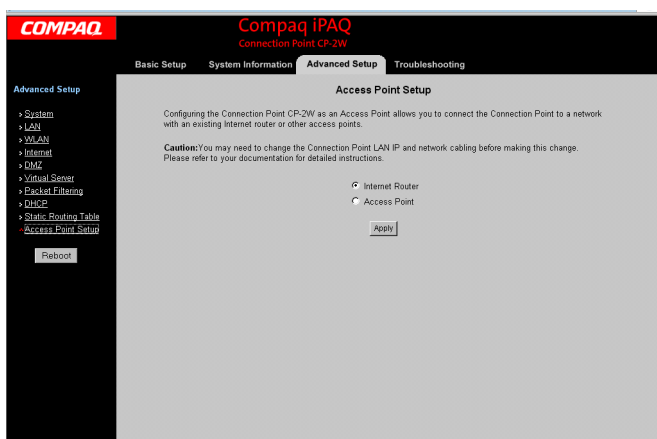 COMPAQ
Compaq iPAQ
Connection Point CP-2W
Basic Setup System Information Advanced Setup Troubleshooting
Advanced Setup
System
LAN
WLAN
Internet
DMZ
Virtual Server
Packet Filtering
DHCP
Static Routing Table
Access Point Setup
Reboot
Access Point Setup
Configuring the Connection Point CP-2W as an Access Point allows you to connect the Connection Point to a network
with an existing Internet router or other access points.
Caution:You may need to change the Connection Point LAN IP and network cabling before making this change.
Please refer to your documentation for detailed instructions.
Internet Router
Access Point
Apply